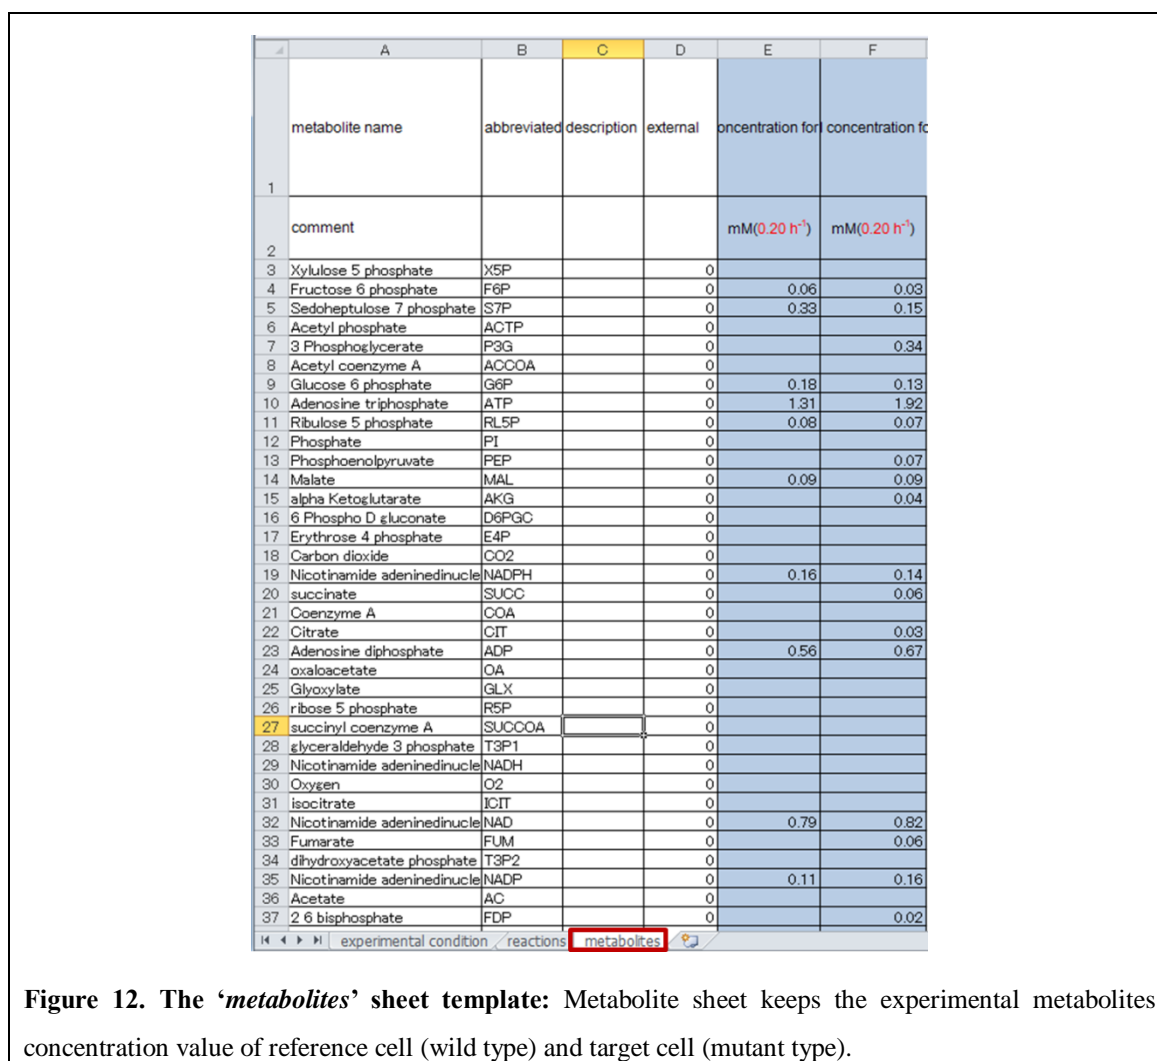 A B C D E F
metabolite name abbreviated description external oncentration for concentration fo
1
comment mM(0.20 h⁻¹) mM(0.20 h⁻¹)
2
3 Xylulose 5 phosphate X5P 0
4 Fructose 6 phosphate F6P 0 0.06 0.03
5 Sedoheptulose 7 phosphate S7P 0 0.33 0.15
6 Acetyl phosphate ACTP 0
7 3 Phosphoglycerate P3G 0 0.34
8 Acetyl coenzyme A ACCOA 0
9 Glucose 6 phosphate G6P 0 0.18 0.13
10 Adenosine triphosphate ATP 0 1.31 1.92
11 Ribulose 5 phosphate RL5P 0 0.08 0.07
12 Phosphate PI 0
13 Phosphoenolpyruvate PEP 0 0.07
14 Malate MAL 0 0.09 0.09
15 alpha Ketoglutarate AKG 0 0.04
16 6 Phospho D gluconate D6PGC 0
17 Erythrose 4 phosphate E4P 0
18 Carbon dioxide CO2 0
19 Nicotinamide adeninedinucle NADPH 0 0.16 0.14
20 succinate SUCC 0 0.06
21 Coenzyme A COA 0
22 Citrate CIT 0 0.03
23 Adenosine diphosphate ADP 0 0.56 0.67
24 oxaloacetate OA 0
25 Glyoxylate GLX 0
26 ribose 5 phosphate R5P 0
27 succinyl coenzyme A SUCCOA 0
28 glyceraldehyde 3 phosphate T3P1 0
29 Nicotinamide adeninedinucle NADH 0
30 Oxygen O2 0
31 isocitrate ICIT 0
32 Nicotinamide adeninedinucle NAD 0 0.79 0.82
33 Fumarate FUM 0 0.06
34 dihydroxyacetate phosphate T3P2 0
35 Nicotinamide adeninedinucle NADP 0 0.11 0.16
36 Acetate AC 0
37 2 6 bisphosphate FDP 0 0.02
experimental condition reactions metabolites
Figure 12. The ‘metabolites’ sheet template: Metabolite sheet keeps the experimental metabolites
concentration value of reference cell (wild type) and target cell (mutant type).